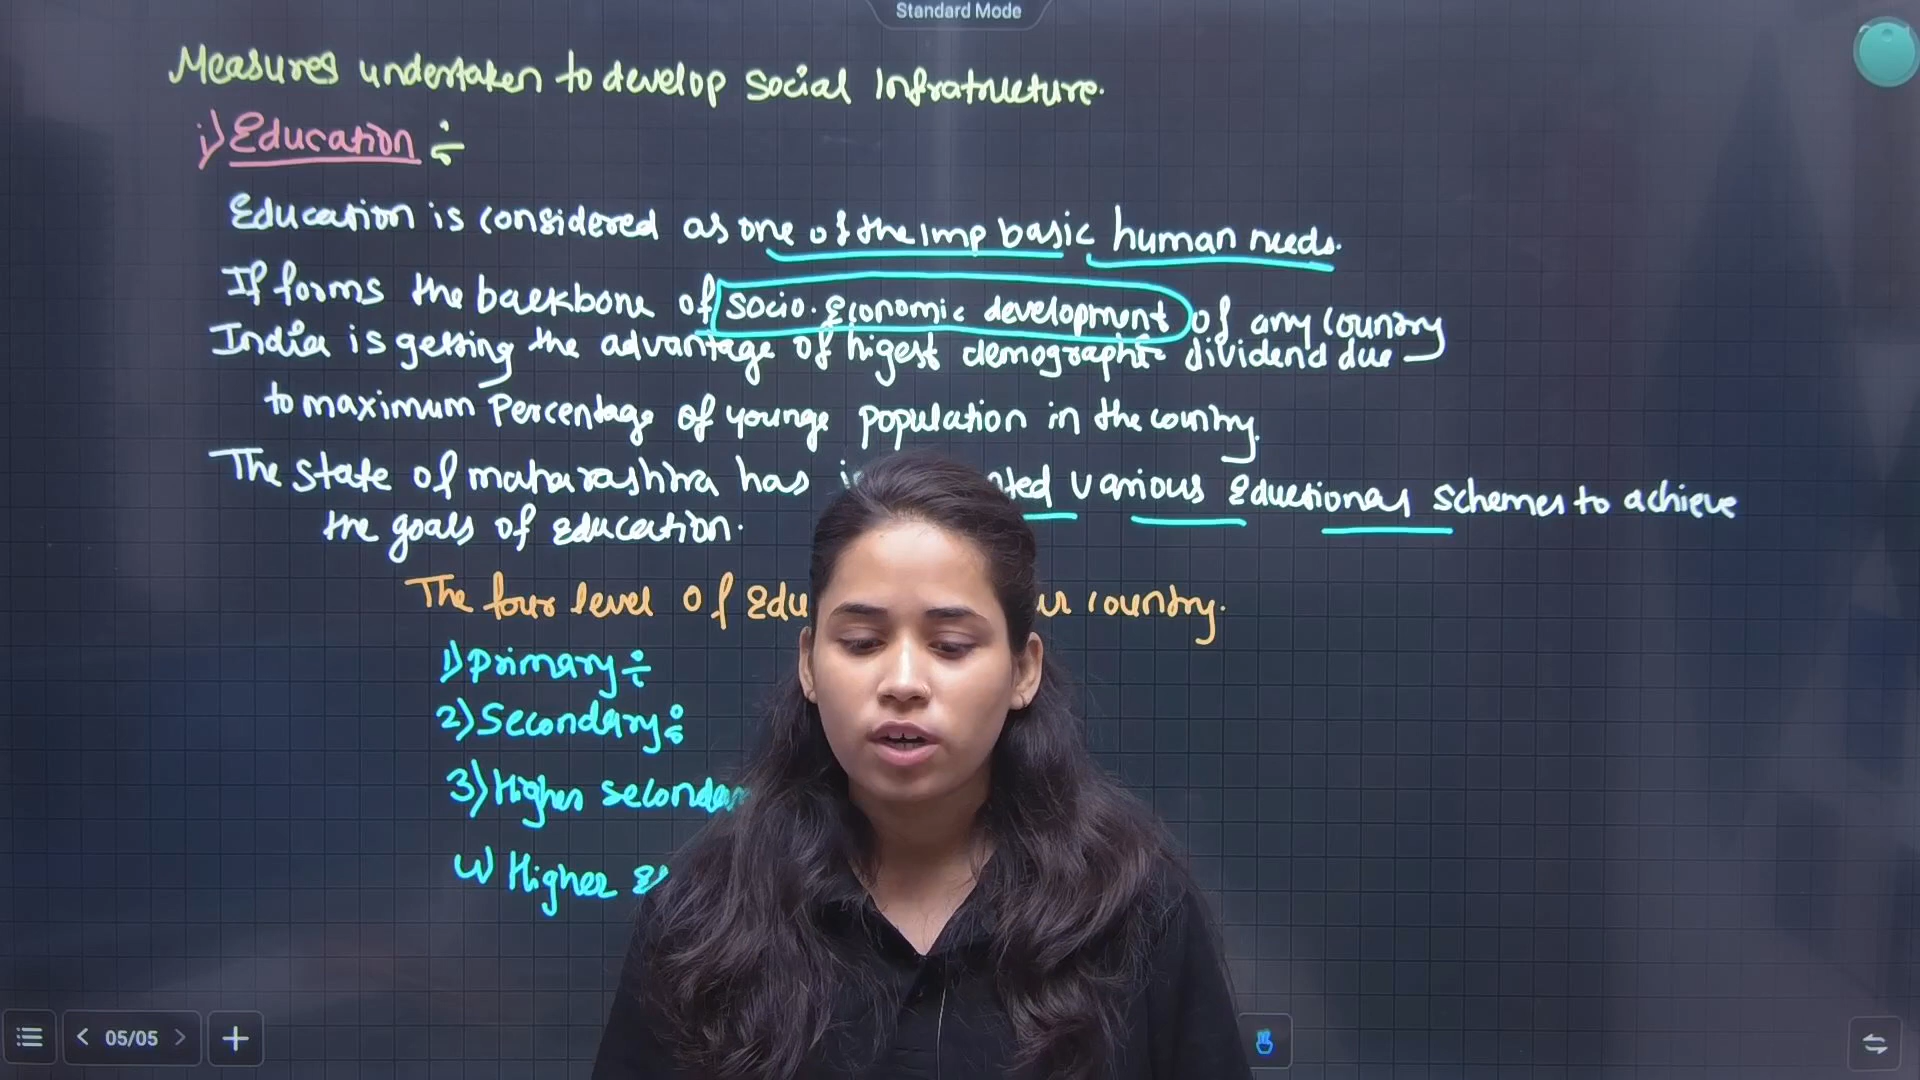 Standard Mode
Measures undertaken to develop Social Infratructure.
i) Education ÷
Education is considered as one of the imp basic human needs.
If forms the backbone of socio-Economic development of any country
India is getting the advantage of higest demographic dividend due
to maximum Percentage of younge population in the country.
The state of maharashtra has various Eductional schemes to achieve
the goals of Education.
The four level of country.
1) Primary ÷
2) Secondary ÷
3) Higher secondary
4) Higher
05/05